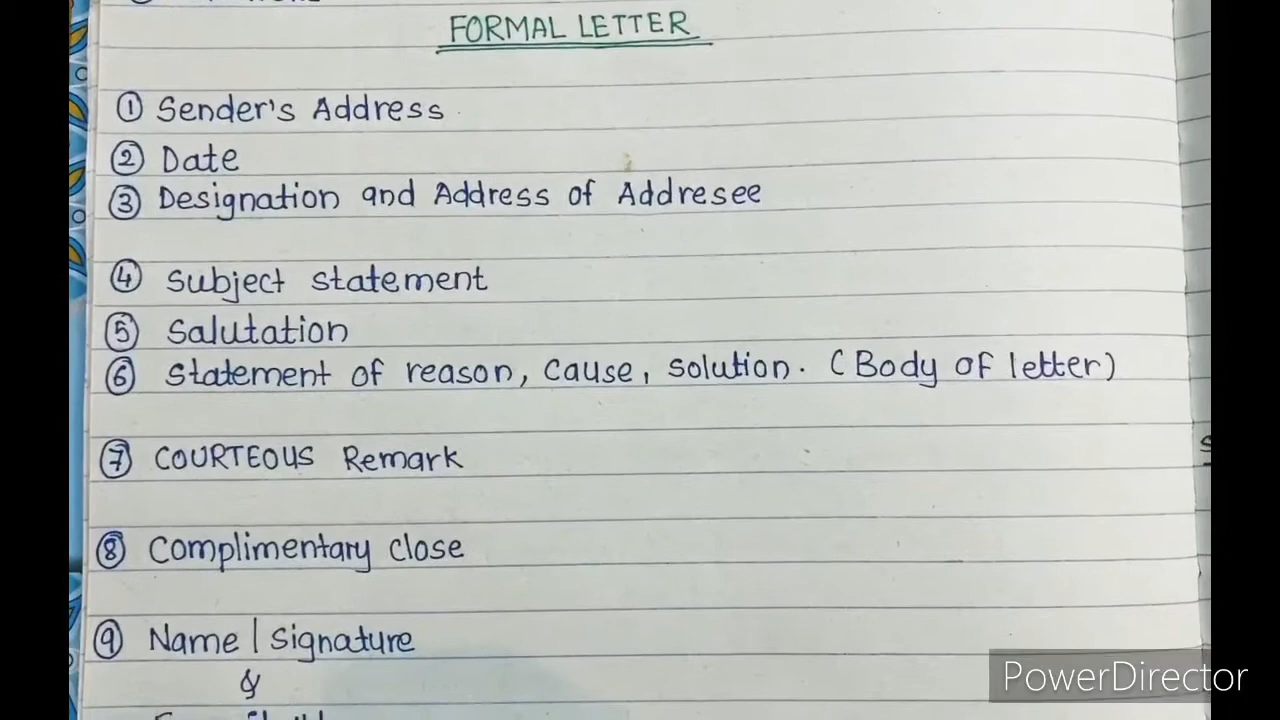 FORMAL LETTER
① Sender's Address
② Date
③ Designation and Address of Addresee
④ Subject statement
⑤ Salutation
⑥ Statement of reason, cause, solution. (Body of letter)
⑦ COURTEOUS Remark
⑧ Complimentary close
⑨ Name | Signature
&
PowerDirector